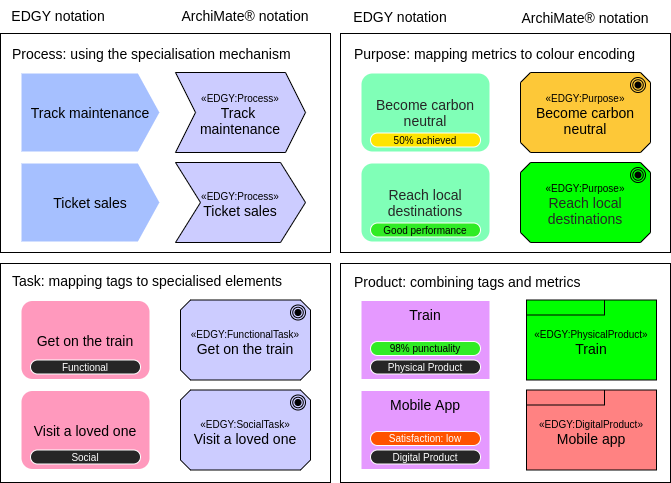 EDGY notation
ArchiMate® notation
EDGY notation
ArchiMate® notation
Process: using the specialisation mechanism
Track maintenance
«EDGY:Process»
Track
maintenance
Ticket sales
«EDGY:Process»
Ticket sales
Purpose: mapping metrics to colour encoding
Become carbon
neutral
50% achieved
«EDGY:Purpose»
Become carbon
neutral
Reach local
destinations
Good performance
«EDGY:Purpose»
Reach local
destinations
Task: mapping tags to specialised elements
Get on the train
Functional
«EDGY:FunctionalTask»
Get on the train
Visit a loved one
Social
«EDGY:SocialTask»
Visit a loved one
Product: combining tags and metrics
Train
98% punctuality
Physical Product
«EDGY:PhysicalProduct»
Train
Mobile App
Satisfaction: low
Digital Product
«EDGY:DigitalProduct»
Mobile app